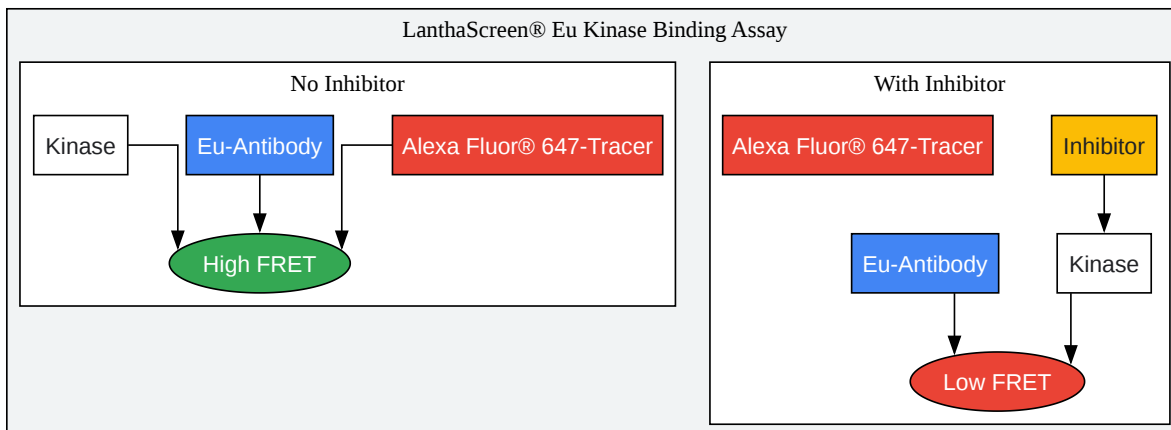 LanthaScreen® Eu Kinase Binding Assay
No Inhibitor
Kinase
Eu-Antibody
Alexa Fluor® 647-Tracer
High FRET
With Inhibitor
Alexa Fluor® 647-Tracer
Inhibitor
Eu-Antibody
Kinase
Low FRET